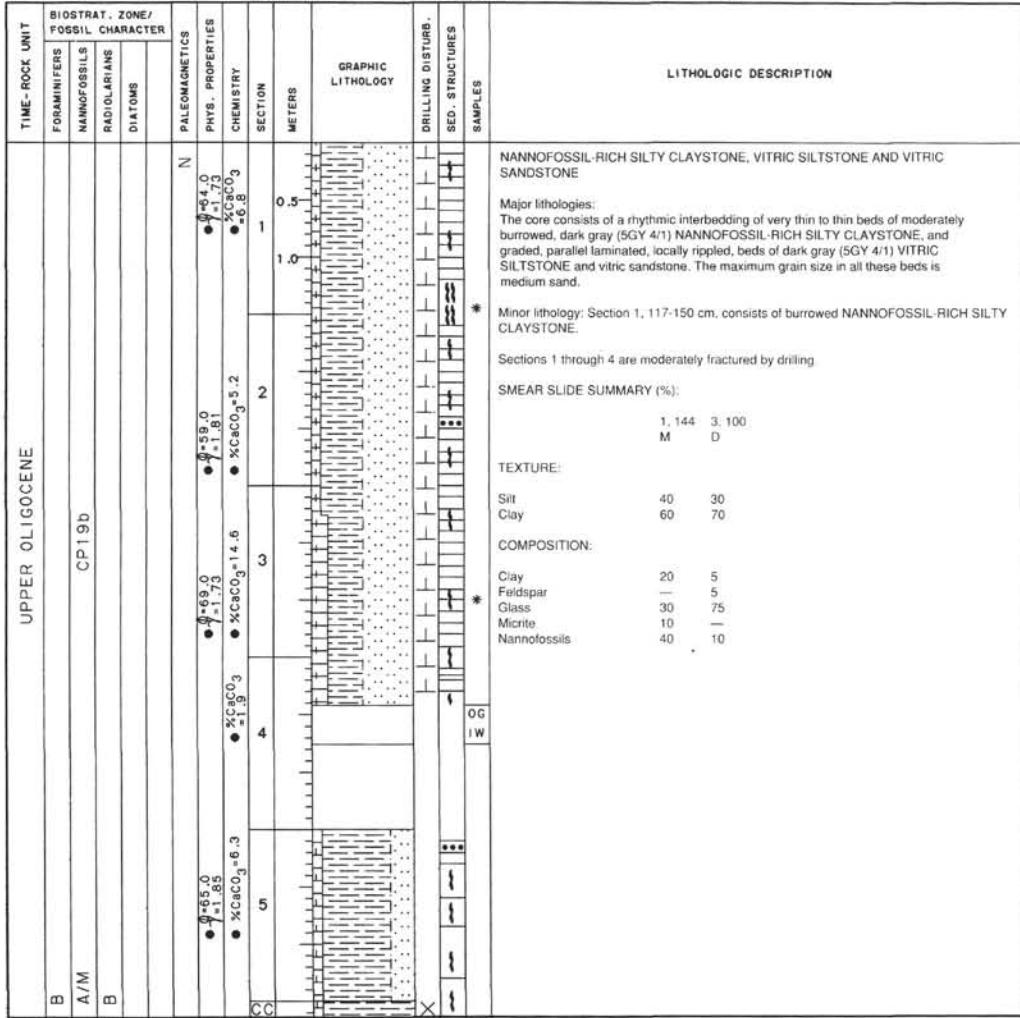 TIME-ROCK UNIT
BIOSTRAT. ZONE/
FOSSIL CHARACTER
FORAMINIFERS
NANNOFOSSILS
RADIOLARIANS
DIATOMS
PALEOMAGNETICS
PHYS. PROPERTIES
CHEMISTRY
SECTION
METERS
GRAPHIC
LITHOLOGY
DRILLING DISTURB.
SED. STRUCTURES
SAMPLES
LITHOLOGIC DESCRIPTION
UPPER OLIGOCENE
B
A/M
CP19b
B
N
φ=64.0
γ=1.73
%CaCO3
=6.8
1
0.5
1.0
*
φ=59.0
γ=1.81
%CaCO3=5.2
2
φ=69.0
γ=1.73
%CaCO3=14.6
3
*
%CaCO3
=1.9
4
OG
IW
φ=65.0
γ=1.85
%CaCO3=6.3
5
CC
NANNOFOSSIL-RICH SILTY CLAYSTONE, VITRIC SILTSTONE AND VITRIC
SANDSTONE
Major lithologies:
The core consists of a rhythmic interbedding of very thin to thin beds of moderately
burrowed, dark gray (5GY 4/1) NANNOFOSSIL-RICH SILTY CLAYSTONE, and
graded, parallel laminated, locally rippled, beds of dark gray (5GY 4/1) VITRIC
SILTSTONE and vitric sandstone. The maximum grain size in all these beds is
medium sand.
Minor lithology: Section 1, 117-150 cm, consists of burrowed NANNOFOSSIL-RICH SILTY
CLAYSTONE.
Sections 1 through 4 are moderately fractured by drilling.
SMEAR SLIDE SUMMARY (%):
1, 144 3, 100
M D
TEXTURE:
Silt 40 30
Clay 60 70
COMPOSITION:
Clay 20 5
Feldspar — 5
Glass 30 75
Micrite 10 —
Nannofossils 40 10